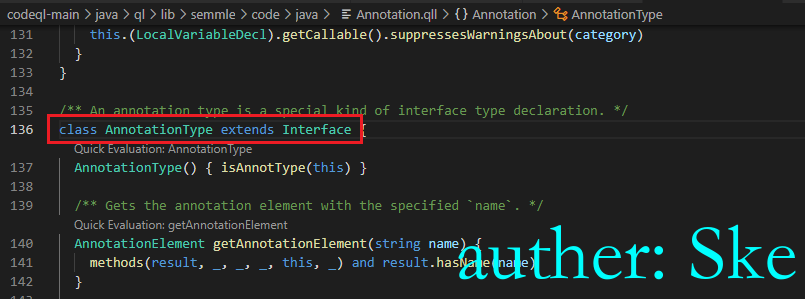 codeql-main > java > ql > lib > semmle > code > java > Annotation.qll > {} Annotation > AnnotationType
131 this.(LocalVariableDecl).getCallable().suppressesWarningsAbout(category)
132 }
133 }
134
135 /** An annotation type is a special kind of interface type declaration. */
136 class AnnotationType extends Interface {
Quick Evaluation: AnnotationType
137 AnnotationType() { isAnnotType(this) }
138
139 /** Gets the annotation element with the specified `name`. */
Quick Evaluation: getAnnotationElement
140 AnnotationElement getAnnotationElement(string name) {
141 methods(result, _, _, _, this, _) and result.hasName(name)
142 }
auther: Ske